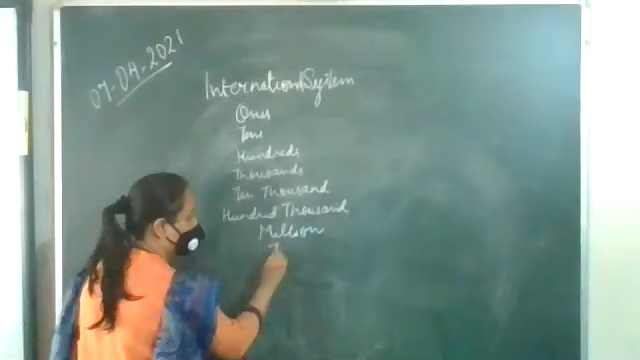 07-04-2021
International System
Ones
Tens
Hundreds
Thousands
Ten Thousand
Hundred Thousand
Million